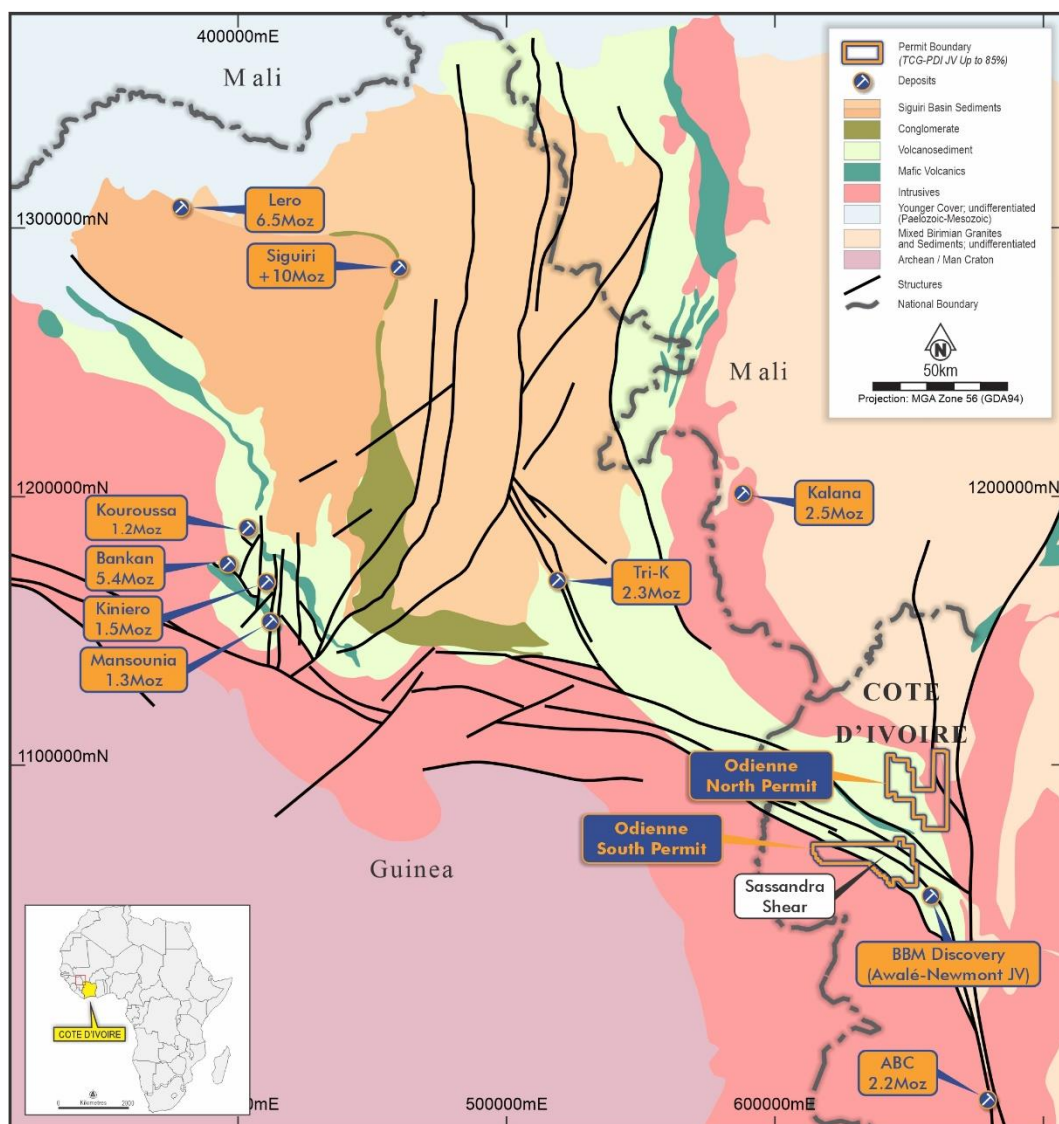 400000mE
Mali
Permit Boundary
(TCG-PDI JV Up to 85%)
Deposits
Siguiri Basin Sediments
Conglomerate
Volcanosediment
Mafic Volcanics
Intrusives
Younger Cover; undifferentiated
(Paelozoic-Mesozoic)
Mixed Birimian Granites
and Sediments; undifferentiated
Archean / Man Craton
Structures
National Boundary
N
50km
Projection: MGA Zone 56 (GDA94)
1300000mN
Lero
6.5Moz
Siguiri
+10Moz
Mali
1200000mN
1200000mN
Kalana
2.5Moz
Kouroussa
1.2Moz
Bankan
5.4Moz
Kiniero
1.5Moz
Mansounia
1.3Moz
Tri-K
2.3Moz
COTE
D'IVOIRE
1100000mN
Odienne
North Permit
Odienne
South Permit
Guinea
Sassandra
Shear
BBM Discovery
(Awalé-Newmont JV)
COTE D'IVOIRE
Kilometres
0
2000
ABC
2.2Moz
mE
500000mE
600000mE